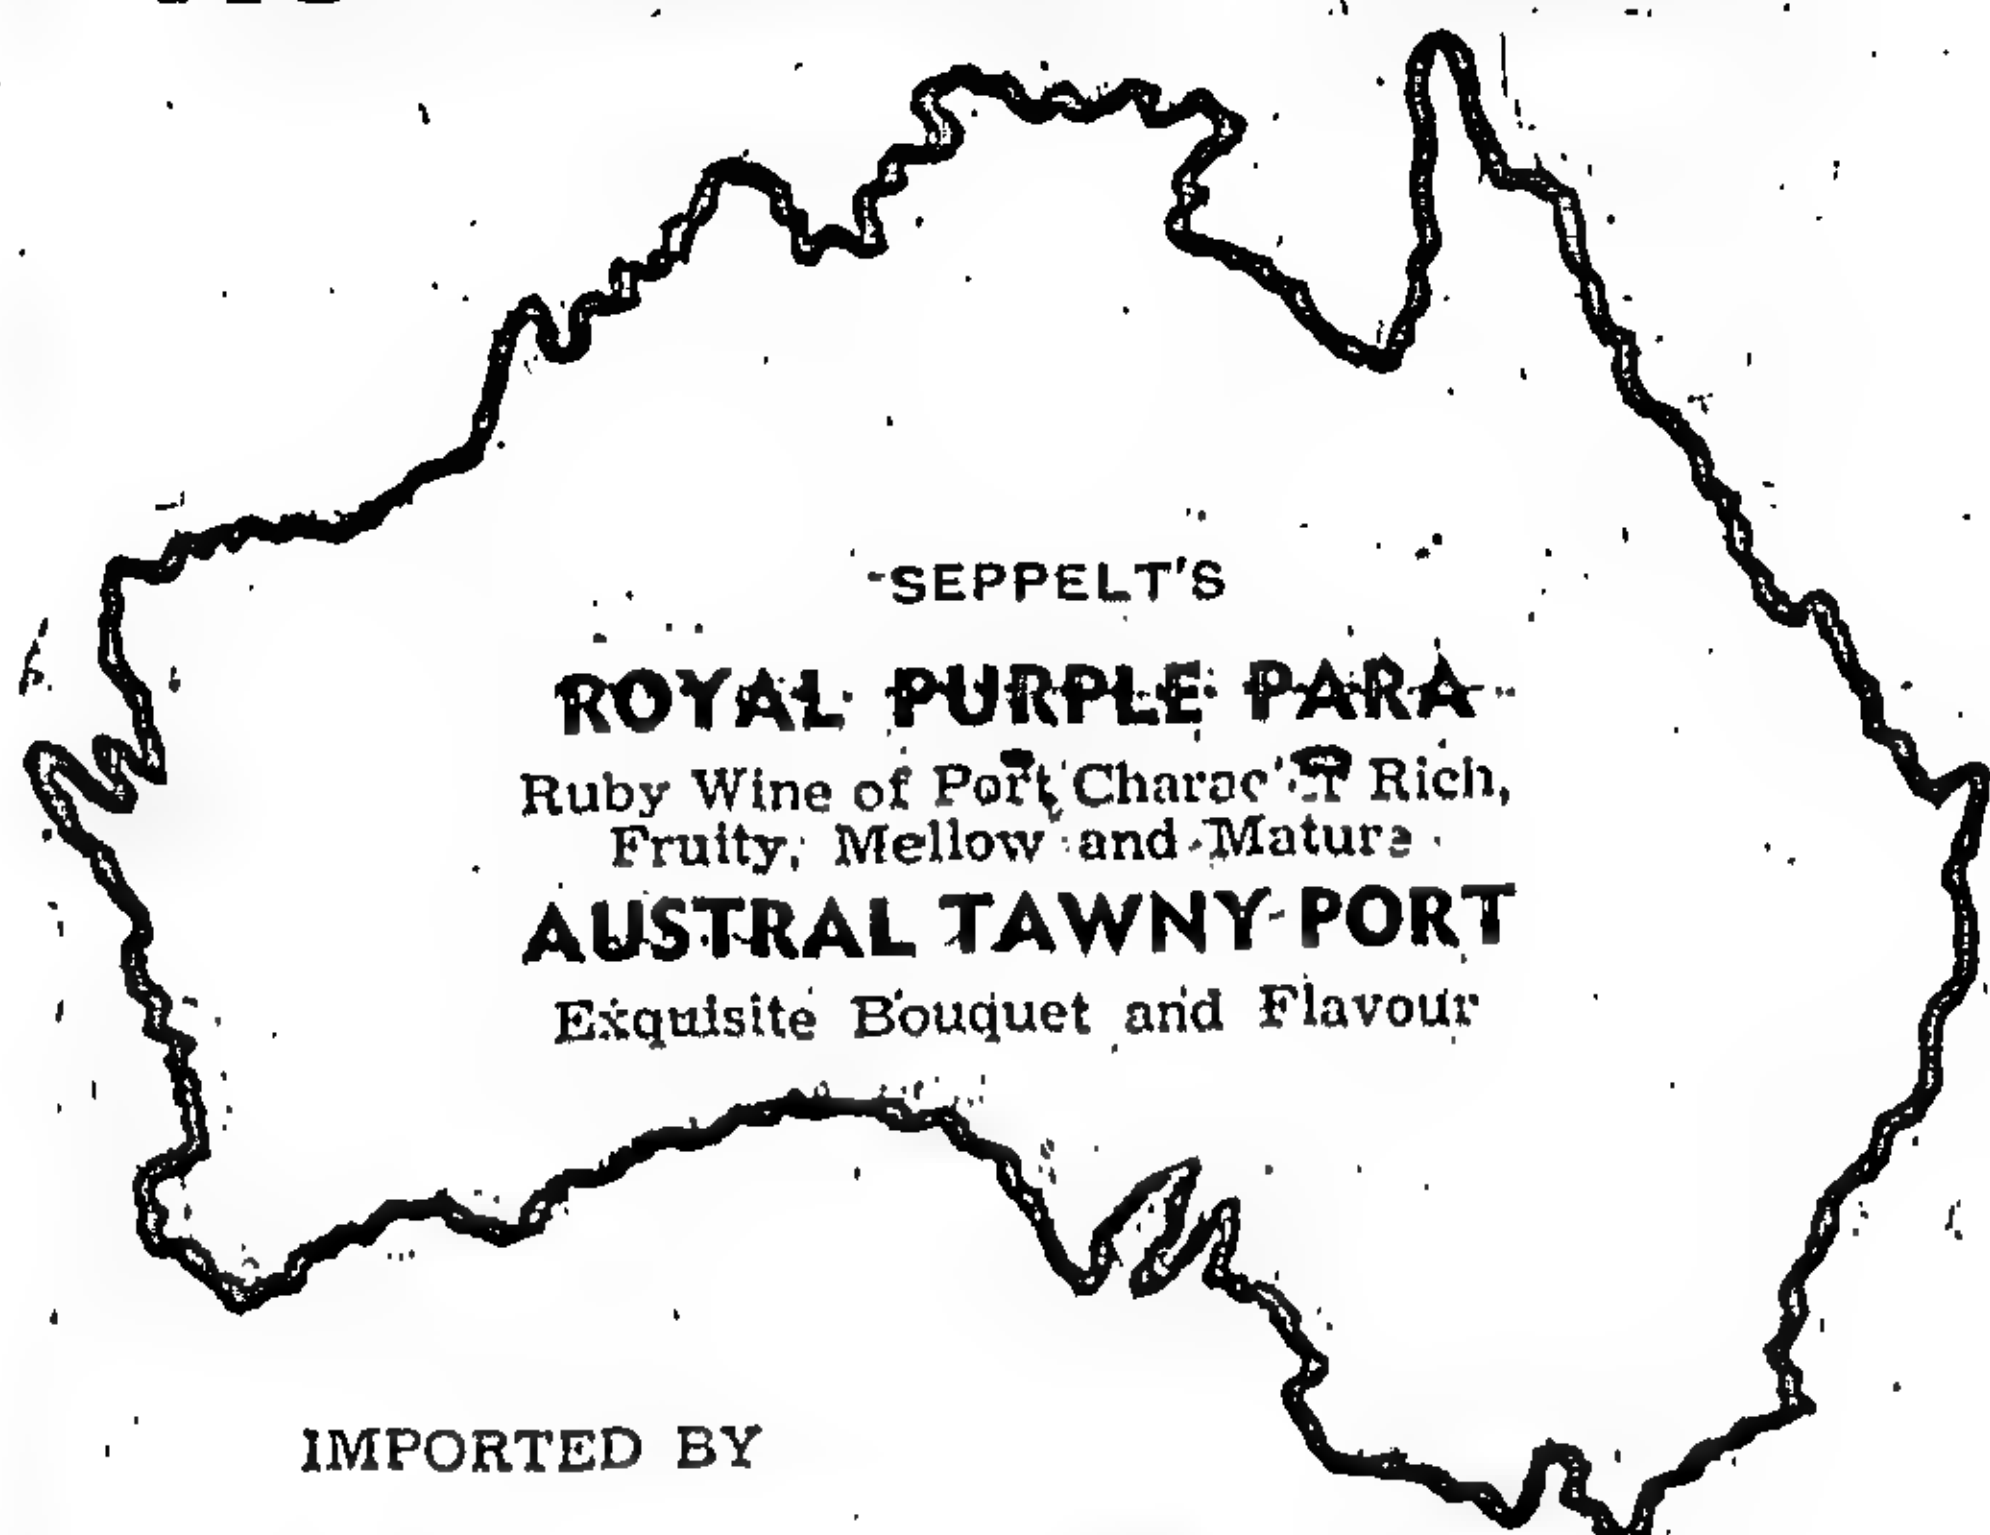 SEPPELT'S
ROYAL PURPLE PARA
Ruby Wine of Port Character Rich,
Fruity, Mellow and Mature
AUSTRAL TAWNY PORT
Exquisite Bouquet and Flavour
IMPORTED BY